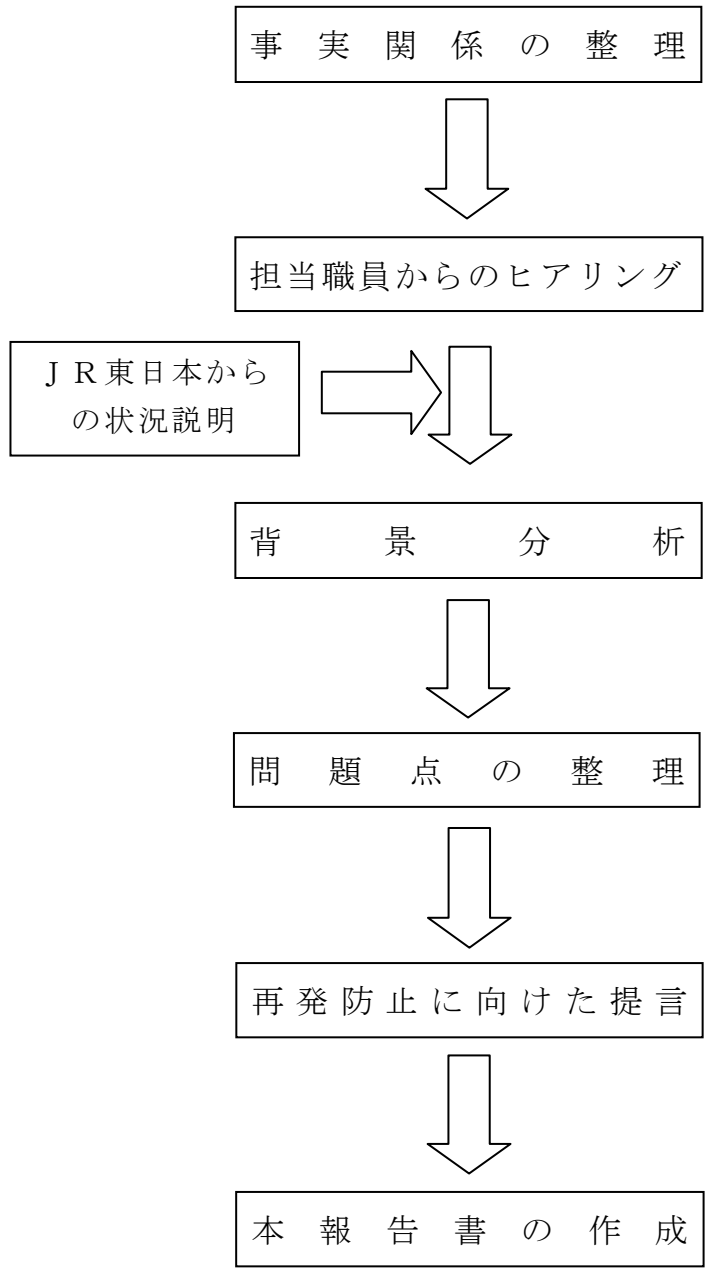 事実関係の整理
担当職員からのヒアリング
ＪＲ東日本から
の状況説明
背景分析
問題点の整理
再発防止に向けた提言
本報告書の作成